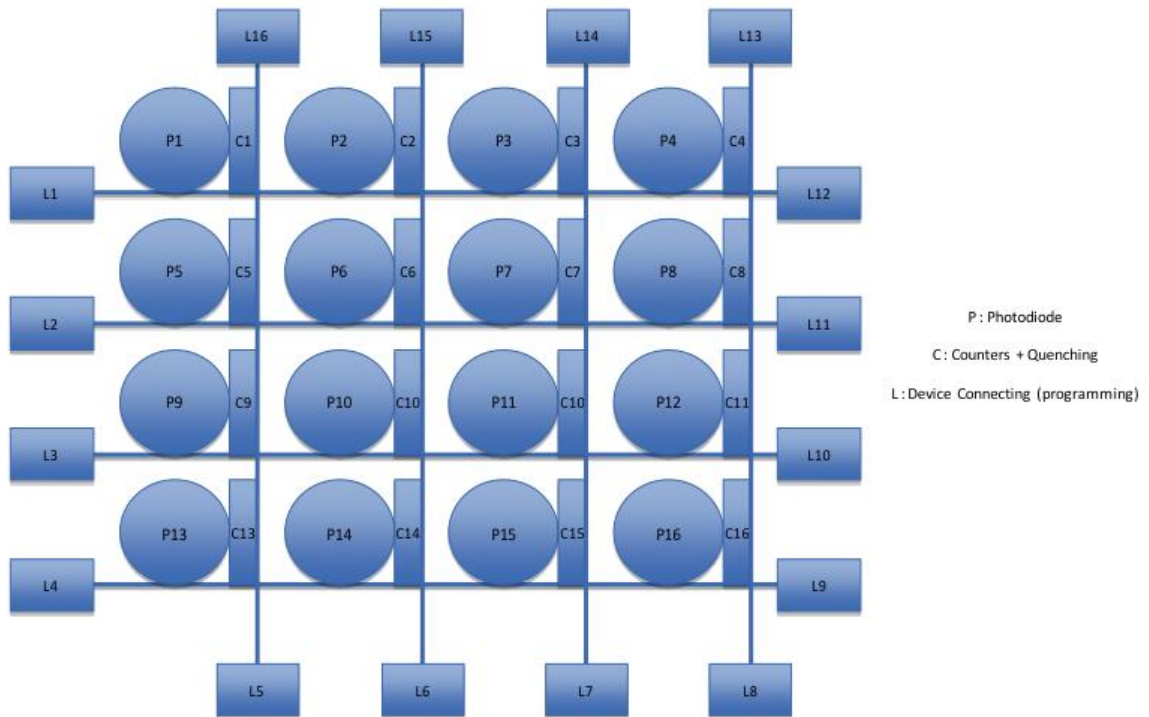 L16 L15 L14 L13
P1 C1 P2 C2 P3 C3 P4 C4
L1 L12
P5 C5 P6 C6 P7 C7 P8 C8
L2 L11
P : Photodiode
C : Counters + Quenching
P9 C9 P10 C10 P11 C10 P12 C11
L : Device Connecting (programming)
L3 L10
P13 C13 P14 C14 P15 C15 P16 C16
L4 L9
L5 L6 L7 L8